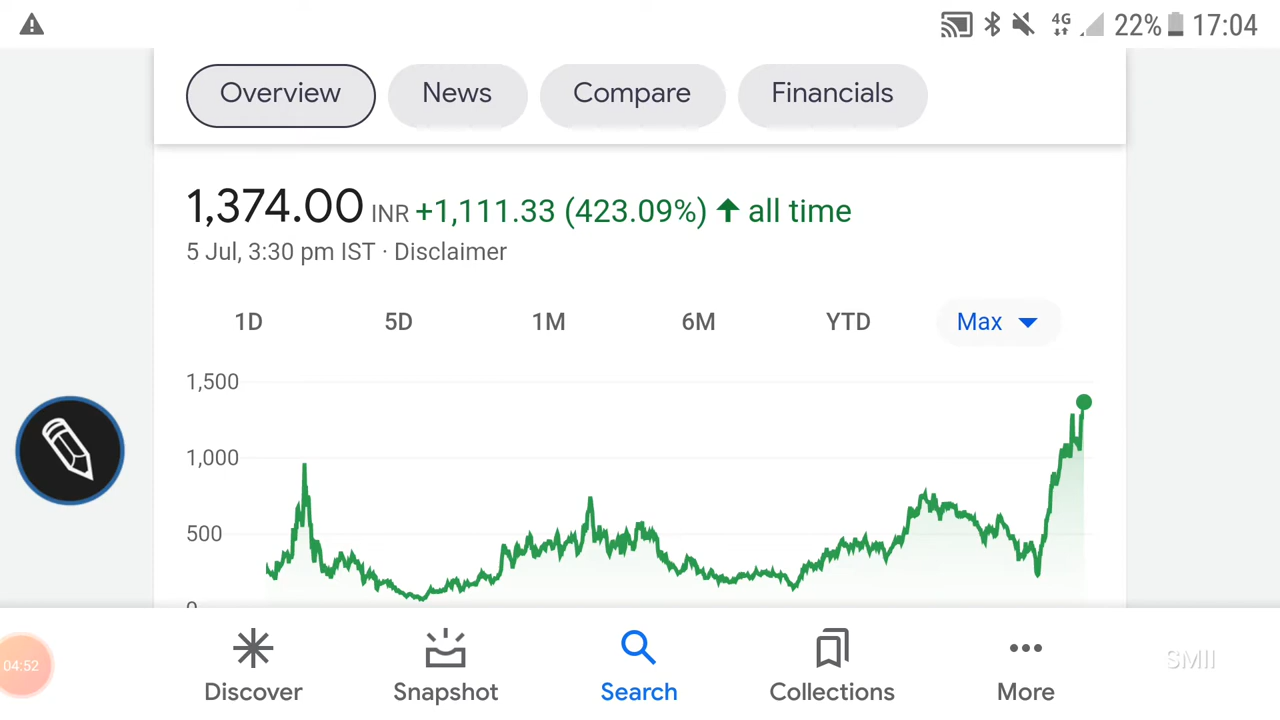 4G 22% 17:04
Overview News Compare Financials
1,374.00 INR +1,111.33 (423.09%) all time
5 Jul, 3:30 pm IST · Disclaimer
1D 5D 1M 6M YTD Max
1,500
1,000
500
0
04:52
Discover Snapshot Search Collections More
SMII